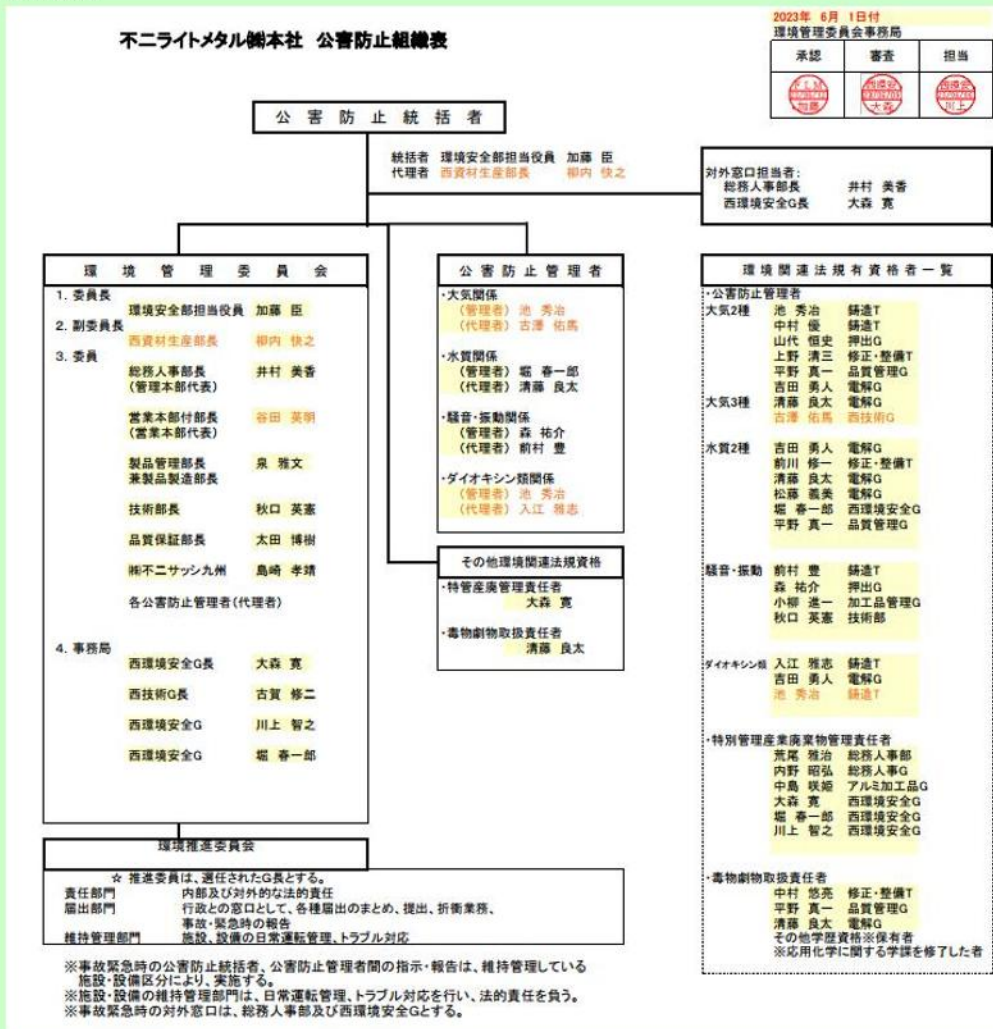 不二ライトメタル㈱本社 公害防止組織表
2023年 6月 1日付
環境管理委員会事務局
承認 審査 担当
加藤 大森 川上
公害防止統括者
統括者 環境安全部担当役員 加藤 臣
代理者 西資材生産部長 柳内 快之
対外窓口担当者:
総務人事部長 井村 美香
西環境安全G長 大森 寛
環境管理委員会
1. 委員長
環境安全部担当役員 加藤 臣
2. 副委員長
西資材生産部長 柳内 快之
3. 委員
総務人事部長 井村 美香
(管理本部代表)
営業本部付部長 谷田 英明
(営業本部代表)
製品管理部長 泉 雅文
兼製品製造部長
技術部長 秋口 英憲
品質保証部長 太田 博樹
㈱不二サッシ九州 島崎 孝靖
各公害防止管理者(代理者)
4. 事務局
西環境安全G長 大森 寛
西技術G長 古賀 修二
西環境安全G 川上 智之
西環境安全G 堀 春一郎
公害防止管理者
・大気関係
(管理者) 池 秀治
(代理者) 古澤 佑馬
・水質関係
(管理者) 堀 春一郎
(代理者) 清藤 良太
・騒音・振動関係
(管理者) 森 祐介
(代理者) 前村 豊
・ダイオキシン類関係
(管理者) 池 秀治
(代理者) 入江 雅志
その他環境関連法規資格
・特管産廃管理責任者
大森 寛
・毒物劇物取扱責任者
清藤 良太
環境関連法規有資格者一覧
・公害防止管理者
大気2種 池 秀治 鋳造T
中村 優 鋳造T
山代 恒史 押出G
上野 清三 修正・整備T
平野 真一 品質管理G
吉田 勇人 電解G
大気3種 清藤 良太 電解G
古澤 佑馬 西技術G
水質2種 吉田 勇人 電解G
前川 修一 修正・整備T
清藤 良太 電解G
松藤 義美 電解G
堀 春一郎 西環境安全G
平野 真一 品質管理G
騒音・振動 前村 豊 鋳造T
森 祐介 押出G
小柳 進一 加工品管理G
秋口 英憲 技術部
ダイオキシン類 入江 雅志 鋳造T
吉田 勇人 電解G
池 秀治 鋳造T
・特別管理産業廃棄物管理責任者
荒尾 雅治 総務人事部
内野 昭弘 総務人事G
中島 咲姫 アルミ加工品G
大森 寛 西環境安全G
堀 春一郎 西環境安全G
川上 智之 西環境安全G
・毒物劇物取扱責任者
中村 悠亮 修正・整備T
平野 真一 品質管理G
清藤 良太 電解G
その他学歴資格※保有者
※応用化学に関する学課を修了した者
環境推進委員会
☆ 推進委員は、選任されたG長とする。
責任部門 内部及び対外的な法的責任
届出部門 行政との窓口として、各種届出のまとめ、提出、折衝業務、
事故・緊急時の報告
維持管理部門 施設、設備の日常運転管理、トラブル対応
※事故緊急時の公害防止統括者、公害防止管理者間の指示・報告は、維持管理している
施設・設備区分により、実施する。
※施設・設備の維持管理部門は、日常運転管理、トラブル対応を行い、法的責任を負う。
※事故緊急時の対外窓口は、総務人事部及び西環境安全Gとする。